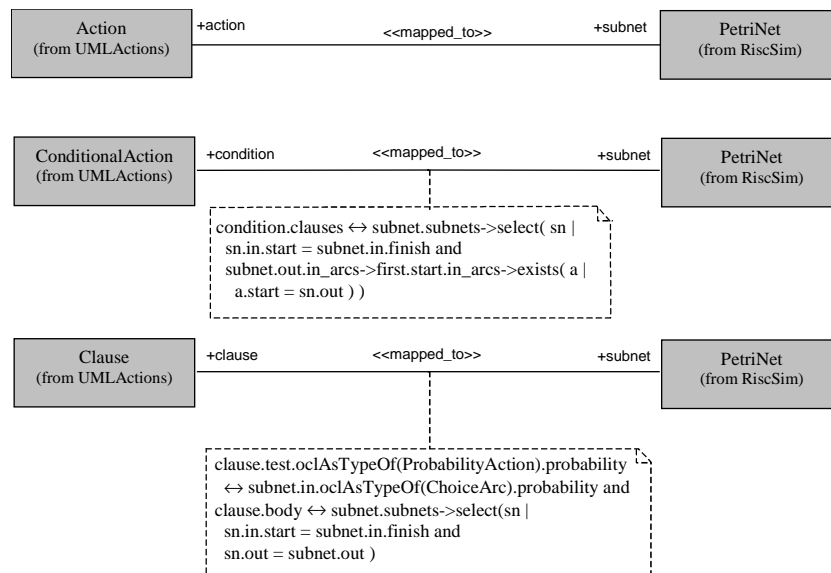 Action
(from UMLActions)
+action
<<mapped_to>>
+subnet
PetriNet
(from RiscSim)
ConditionalAction
(from UMLActions)
+condition
<<mapped_to>>
+subnet
PetriNet
(from RiscSim)
condition.clauses ↔ subnet.subnets->select( sn |
sn.in.start = subnet.in.finish and
subnet.out.in_arcs->first.start.in_arcs->exists( a |
a.start = sn.out ) )
Clause
(from UMLActions)
+clause
<<mapped_to>>
+subnet
PetriNet
(from RiscSim)
clause.test.oclAsTypeOf(ProbabilityAction).probability
↔ subnet.in.oclAsTypeOf(ChoiceArc).probability and
clause.body ↔ subnet.subnets->select(sn |
sn.in.start = subnet.in.finish and
sn.out = subnet.out )